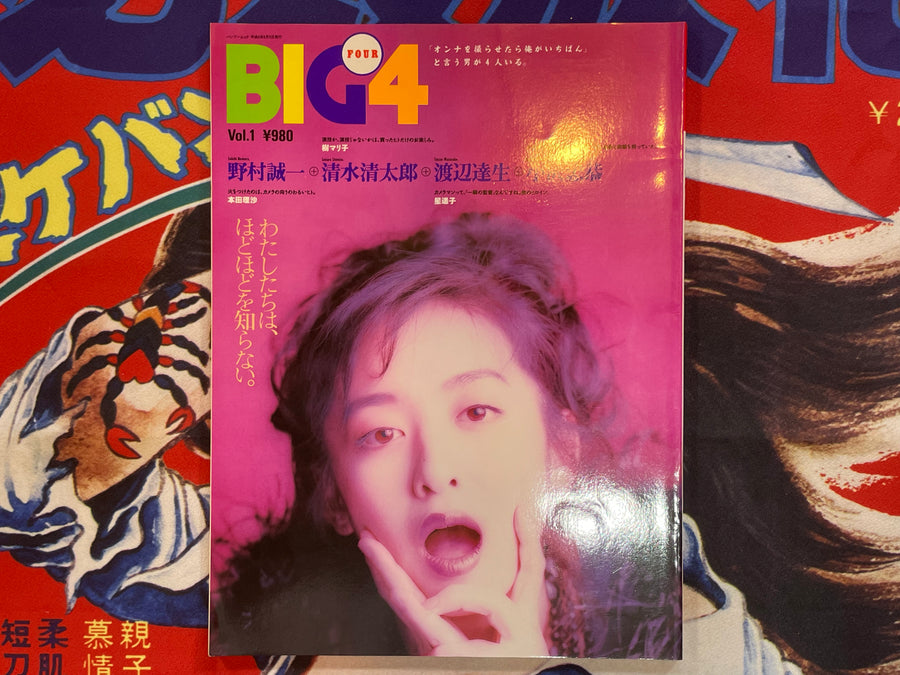 BIG4
FOUR
「オンナを撮らせたら俺がいちばん」
と言う男が4人いる。
Vol.1 ¥980
樹マリ子
野村誠一+清水清太郎+渡辺達生+
本田理沙
星遥子
わたしたちは、
ほどほどを知らない。
ケバン
¥2
柔肌
短刀
親子
慕情